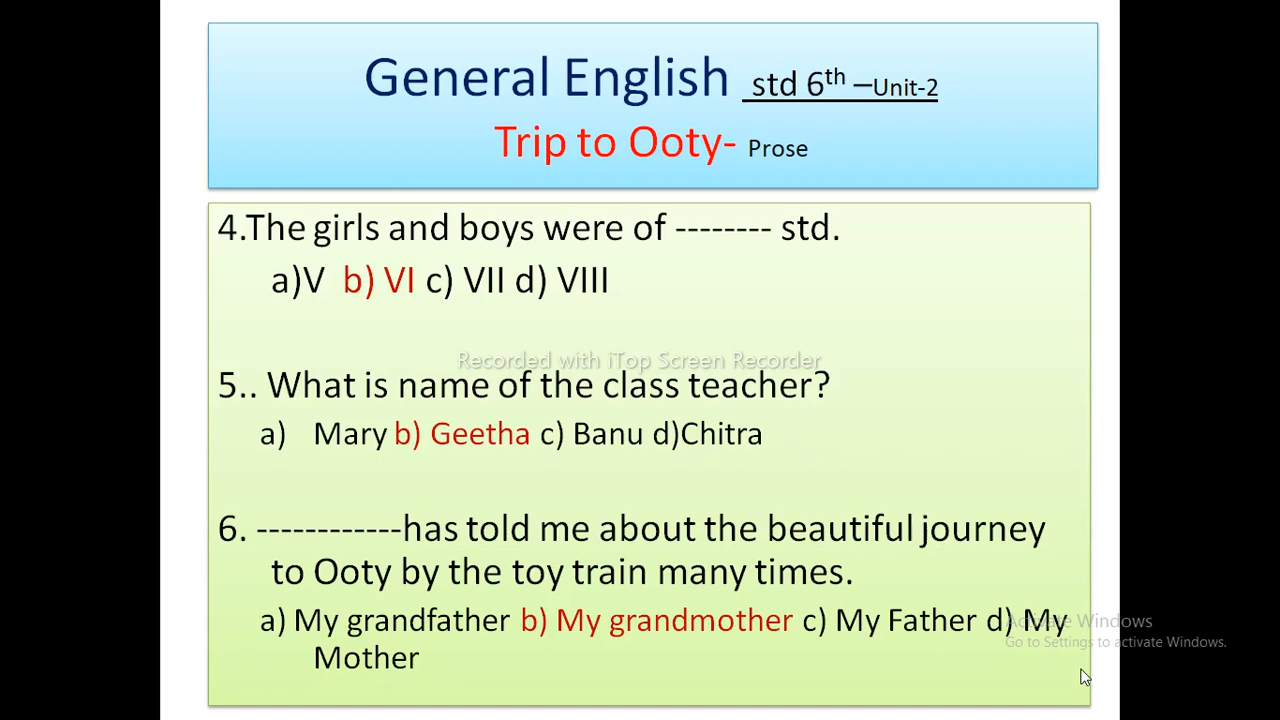 General English std 6th –Unit-2
Trip to Ooty- Prose
4.The girls and boys were of -------- std.
a)V b) VI c) VII d) VIII
Recorded with iTop Screen Recorder
5.. What is name of the class teacher?
a) Mary b) Geetha c) Banu d)Chitra
6. ------------has told me about the beautiful journey
to Ooty by the toy train many times.
a) My grandfather b) My grandmother c) My Father d) My
Mother
Activate Windows
Go to Settings to activate Windows.